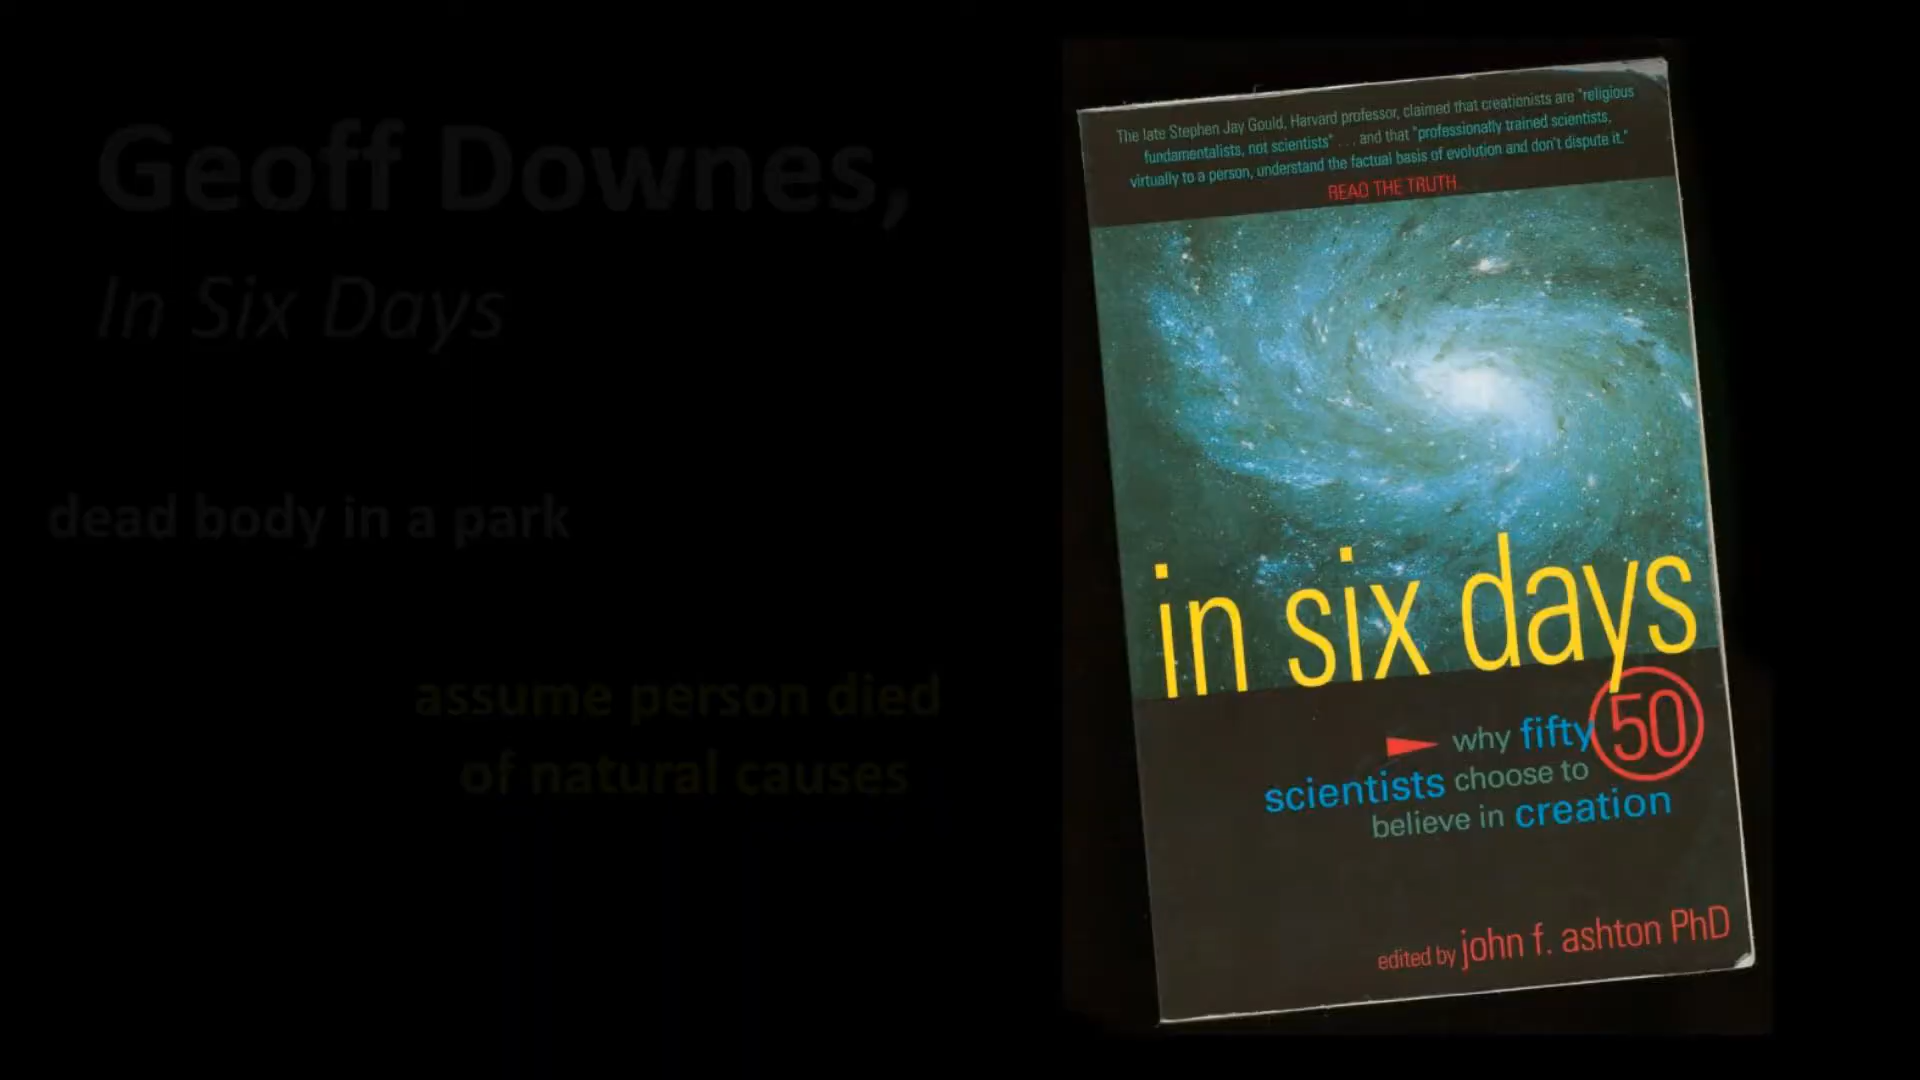 Geoff Downes,
In Six Days
dead body in a park
assume person died
of natural causes
The late Stephen Jay Gould, Harvard professor, claimed that creationists are "religious
fundamentalists, not scientists" . . . and that "professionally trained scientists,
virtually to a person, understand the factual basis of evolution and don't dispute it."
READ THE TRUTH.
in six days
why fifty 50
scientists choose to
believe in creation
edited by john f. ashton PhD